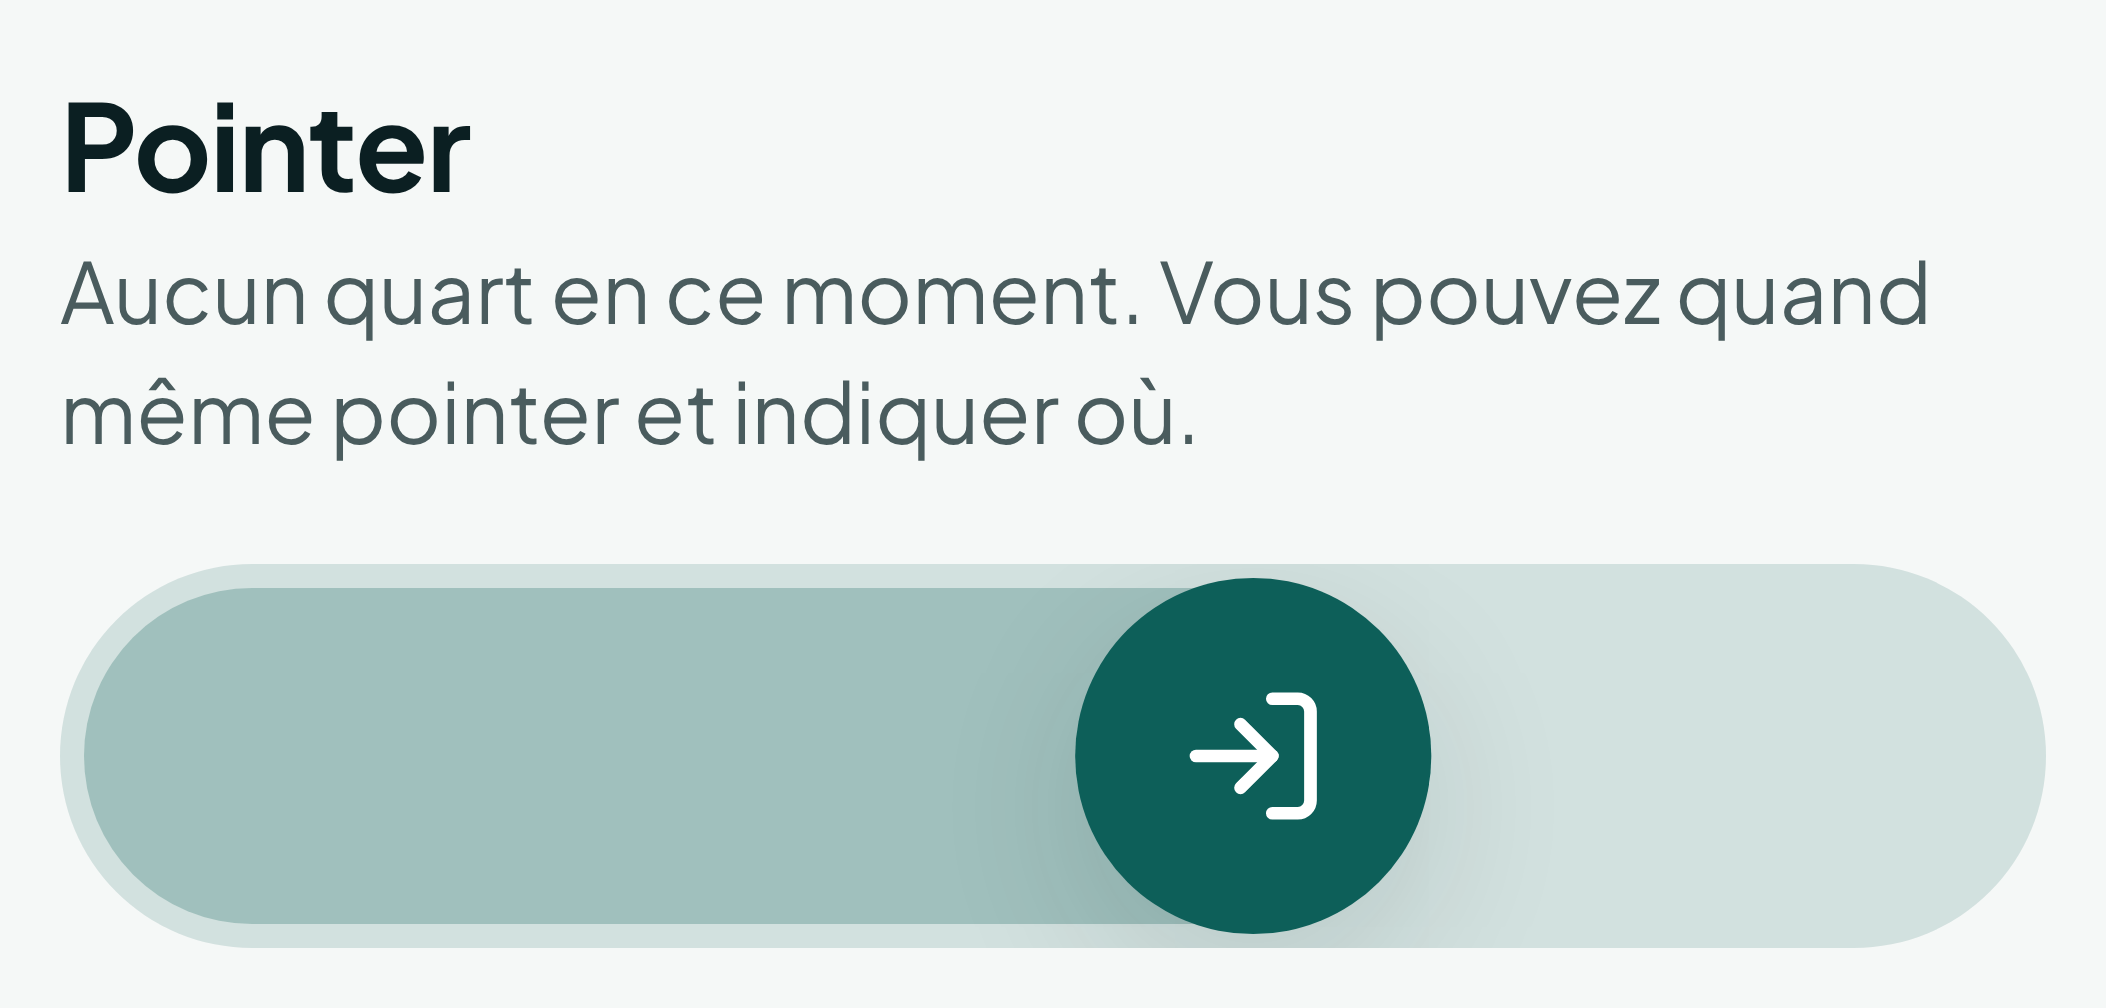 Pointer
Aucun quart en ce moment. Vous pouvez quand
même pointer et indiquer où.